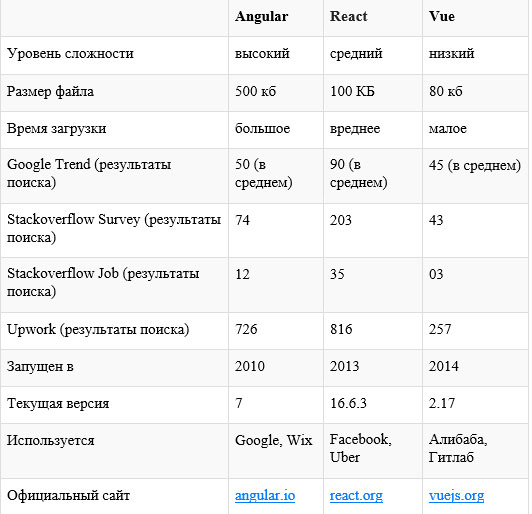 Angular React Vue
Уровень сложности высокий средний низкий
Размер файла 500 кб 100 КБ 80 кб
Время загрузки большое вреднее малое
Google Trend (результаты поиска) 50 (в среднем) 90 (в среднем) 45 (в среднем)
Stackoverflow Survey (результаты поиска) 74 203 43
Stackoverflow Job (результаты поиска) 12 35 03
Upwork (результаты поиска) 726 816 257
Запущен в 2010 2013 2014
Текущая версия 7 16.6.3 2.17
Используется Google, Wix Facebook, Uber Алибаба, Гитлаб
Официальный сайт angular.io react.org vuejs.org